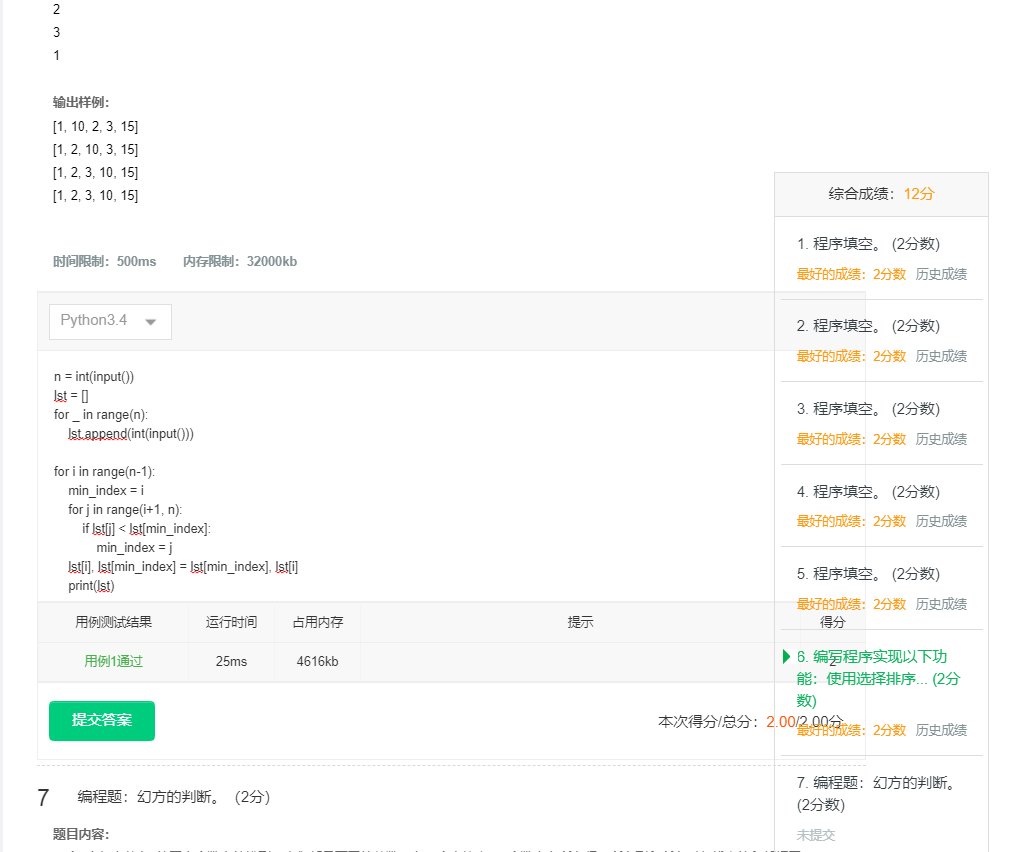 2
3
1
输出样例：
[1, 10, 2, 3, 15]
[1, 2, 10, 3, 15]
[1, 2, 3, 10, 15]
[1, 2, 3, 10, 15]
时间限制：500ms 内存限制：32000kb
Python3.4
n = int(input())
lst = []
for _ in range(n):
    lst.append(int(input()))
for i in range(n-1):
    min_index = i
    for j in range(i+1, n):
        if lst[j] < lst[min_index]:
            min_index = j
    lst[i], lst[min_index] = lst[min_index], lst[i]
    print(lst)
用例测试结果 运行时间 占用内存 提示 得分
用例1通过 25ms 4616kb 2
提交答案
本次得分/总分：2.00/2.00分
7 编程题：幻方的判断。（2分）
题目内容：
综合成绩：12分
1. 程序填空。 (2分数)
最好的成绩：2分数 历史成绩
2. 程序填空。 (2分数)
最好的成绩：2分数 历史成绩
3. 程序填空。 (2分数)
最好的成绩：2分数 历史成绩
4. 程序填空。 (2分数)
最好的成绩：2分数 历史成绩
5. 程序填空。 (2分数)
最好的成绩：2分数 历史成绩
6. 编写程序实现以下功
能：使用选择排序... (2分
数)
最好的成绩：2分数 历史成绩
7. 编程题：幻方的判断。
(2分数)
未提交